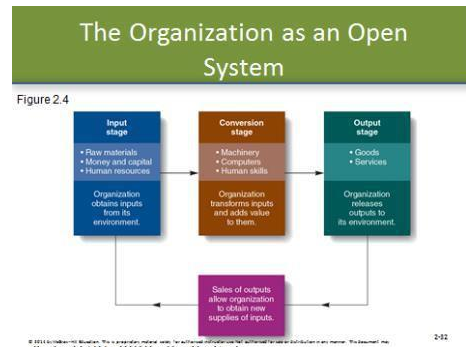 The Organization as an Open
System
Figure 2.4
Input
stage
• Raw materials
• Money and capital
• Human resources
Organization
obtains inputs
from its
environment.
Conversion
stage
• Machinery
• Computers
• Human skills
Organization
transforms inputs
and adds value
to them.
Output
stage
• Goods
• Services
Organization
releases
outputs to
its environment.
Sales of outputs
allow organization
to obtain new
supplies of inputs.
2-32